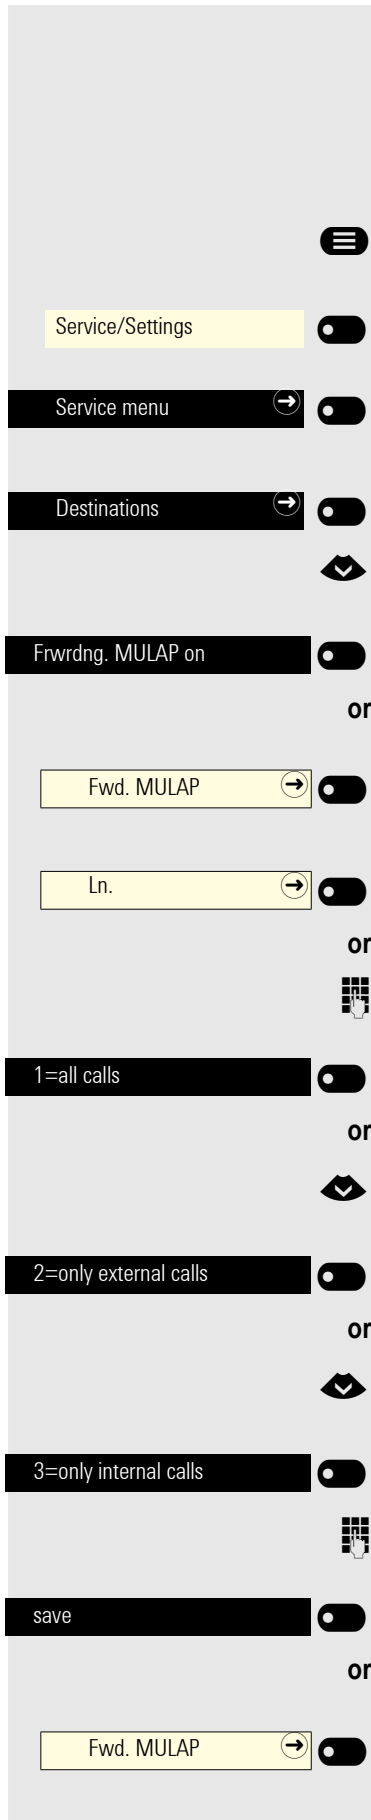 Service/Settings
Service menu
Destinations
Frwrdng. MULAP on
or
Fwd. MULAP
Ln.
or
1=all calls
or
2=only external calls
or
3=only internal calls
save
or
Fwd. MULAP